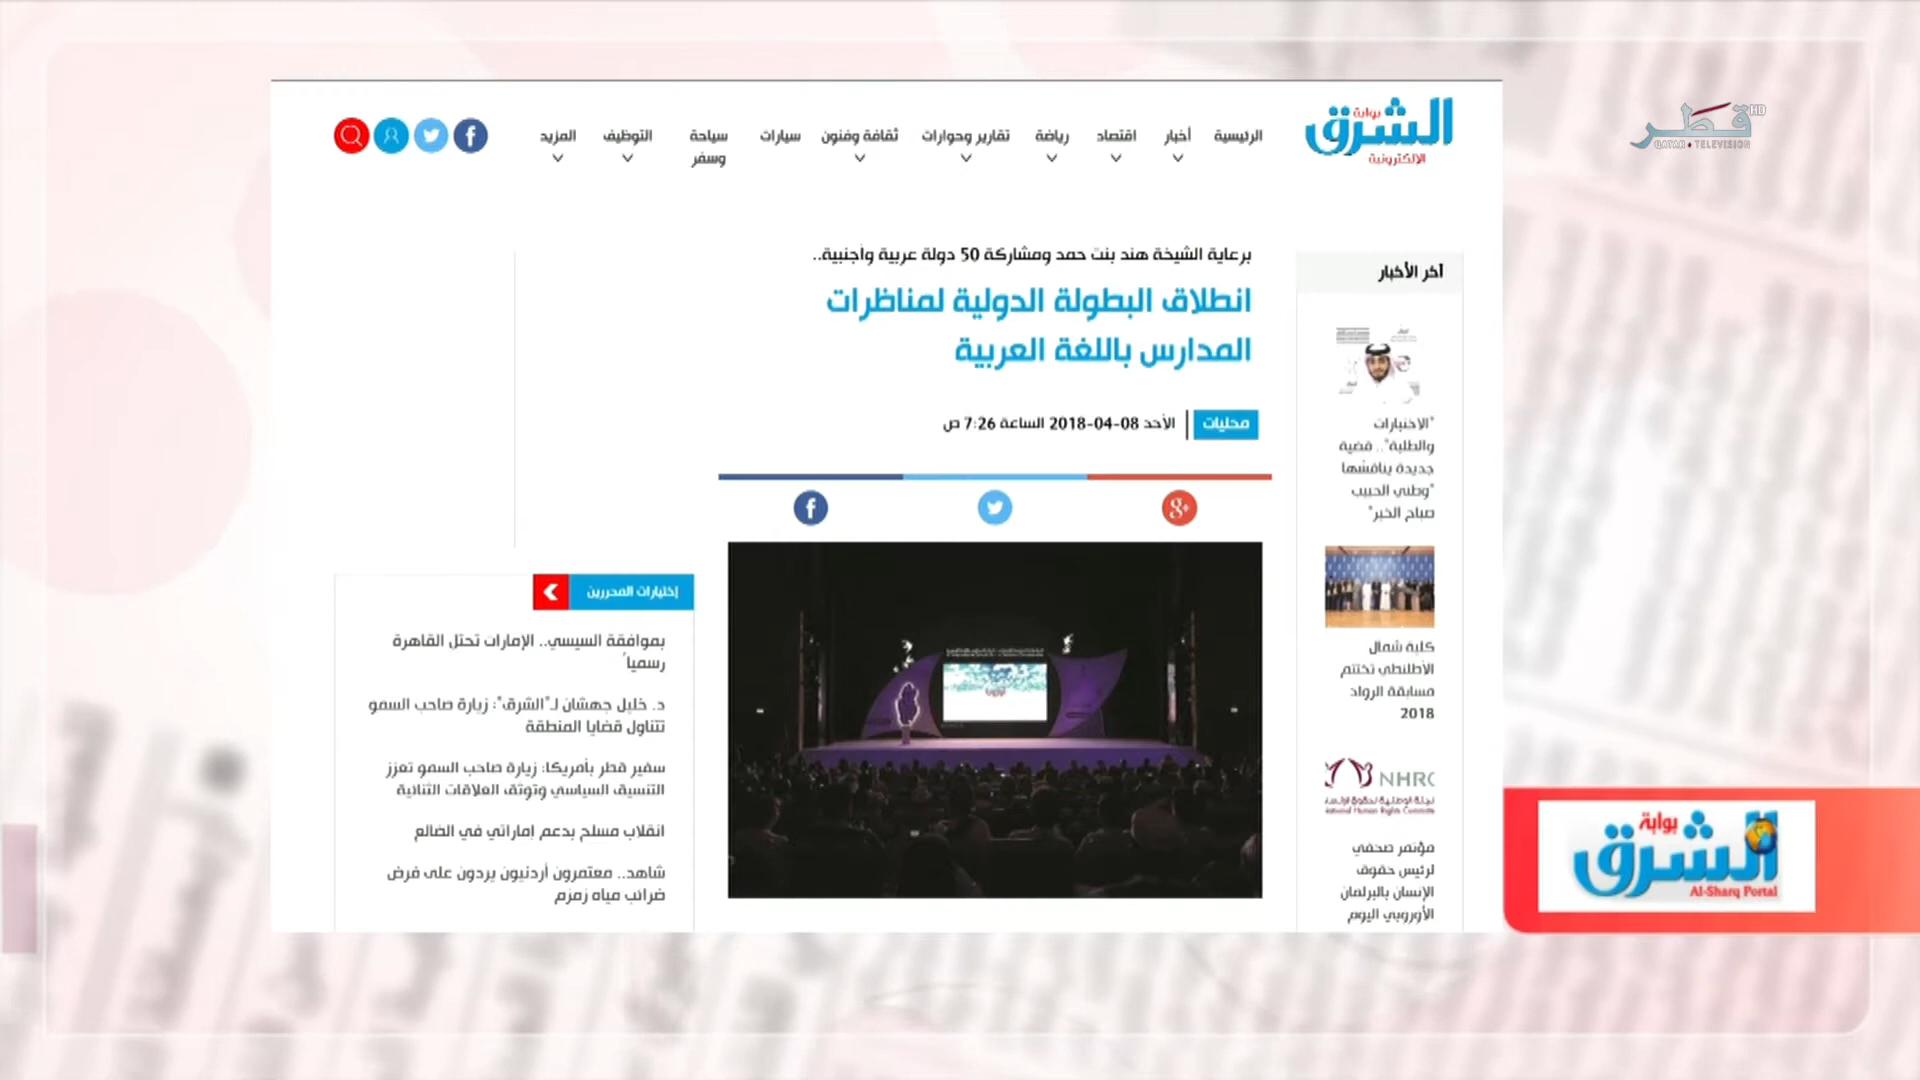 قطر HD
QATAR TELEVISION
بوابة
الشرق
الالكترونية
الرئيسية
أخبار
اقتصاد
رياضة
تقارير وحوارات
ثقافة وفنون
سيارات
سياحة
وسفر
التوظيف
المزيد
برعاية الشيخة هند بنت حمد ومشاركة 50 دولة عربية وأجنبية..
انطلاق البطولة الدولية لمناظرات
المدارس باللغة العربية
محليات
الأحد 08-04-2018 الساعة 7:26 ص
آخر الأخبار
"الاختبارات
والطلبة".. قضية
جديدة يناقشها
"وطني الحبيب
صباح الخير"
كلية شمال
الأطلنطي تختتم
مسابقة الرواد
2018
NHRC
مؤتمر صحفي
لرئيس حقوق
الإنسان بالبرلمان
الأوروبي اليوم
إختيارات المحررين
بموافقة السيسي.. الإمارات تحتل القاهرة
رسمياً
د. خليل جهشان لـ"الشرق": زيارة صاحب السمو
تتناول قضايا المنطقة
سفير قطر بأمريكا: زيارة صاحب السمو تعزز
التنسيق السياسي وتوثق العلاقات الثنائية
انقلاب مسلح بدعم إماراتي في الضالع
شاهد.. معتمرون أردنيون يردون على فرض
ضرائب مياه زمزم
بوابة
الشرق
Al-Sharq Portal